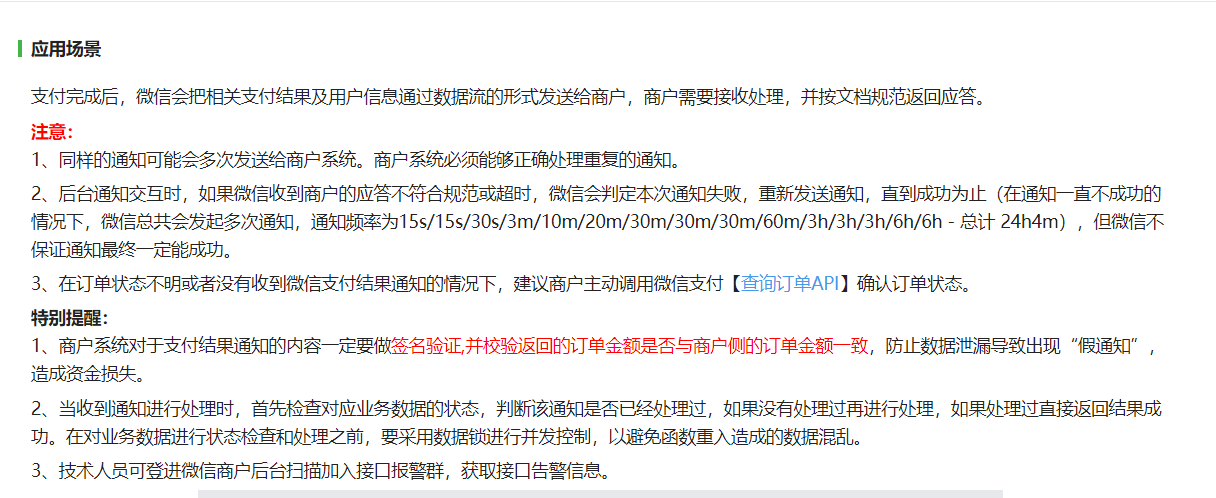 应用场景
支付完成后，微信会把相关支付结果及用户信息通过数据流的形式发送给商户，商户需要接收处理，并按文档规范返回应答。
注意：
1、同样的通知可能会多次发送给商户系统。商户系统必须能够正确处理重复的通知。
2、后台通知交互时，如果微信收到商户的应答不符合规范或超时，微信会判定本次通知失败，重新发送通知，直到成功为止（在通知一直不成功的
情况下，微信总共会发起多次通知，通知频率为15s/15s/30s/3m/10m/20m/30m/30m/30m/60m/3h/3h/3h/6h/6h - 总计 24h4m），但微信不
保证通知最终一定能成功。
3、在订单状态不明或者没有收到微信支付结果通知的情况下，建议商户主动调用微信支付【查询订单API】确认订单状态。
特别提醒：
1、商户系统对于支付结果通知的内容一定要做签名验证,并校验返回的订单金额是否与商户侧的订单金额一致，防止数据泄漏导致出现“假通知”，
造成资金损失。
2、当收到通知进行处理时，首先检查对应业务数据的状态，判断该通知是否已经处理过，如果没有处理过再进行处理，如果处理过直接返回结果成
功。在对业务数据进行状态检查和处理之前，要采用数据锁进行并发控制，以避免函数重入造成的数据混乱。
3、技术人员可登进微信商户后台扫描加入接口报警群，获取接口告警信息。